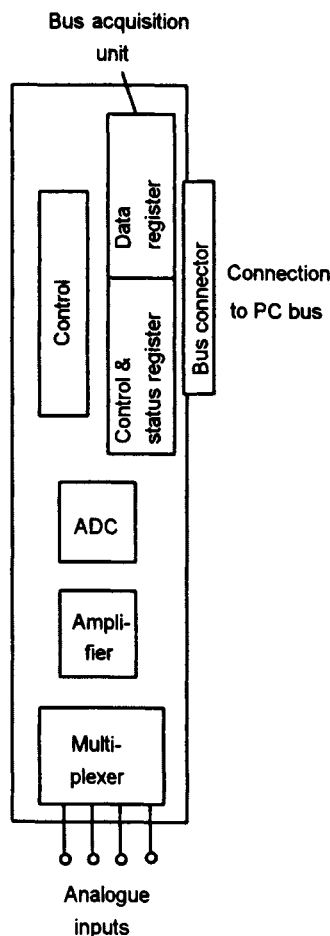 Bus acquisition
unit
Data
register
Control
Control &
status register
Bus connector
Connection
to PC bus
ADC
Ampli-
fier
Multi-
plexer
Analogue
inputs